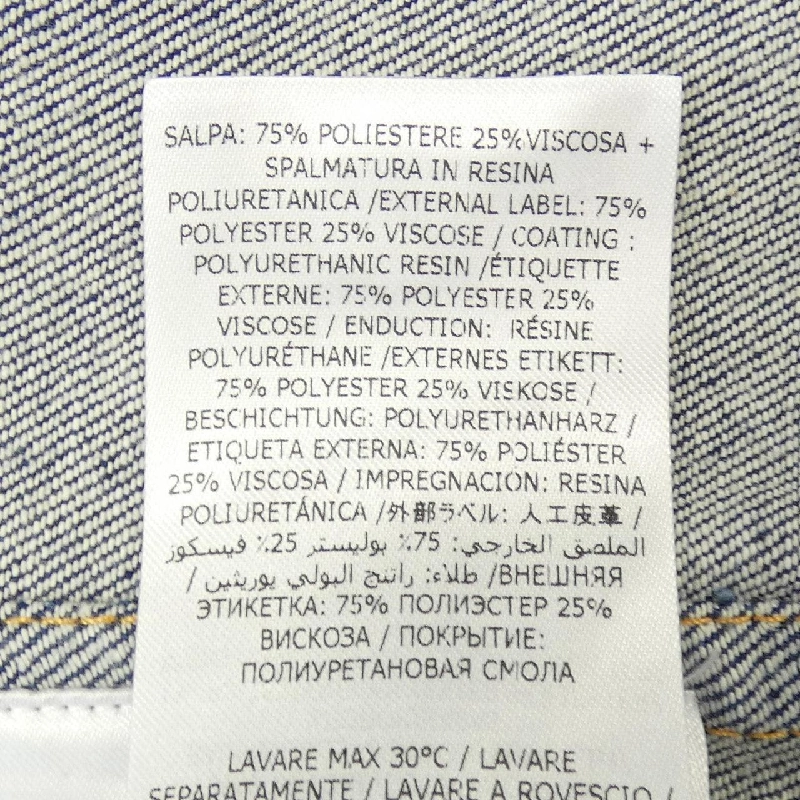 SALPA: 75% POLIESTERE 25%VISCOSA +
SPALMATURA IN RESINA
POLIURETANICA /EXTERNAL LABEL: 75%
POLYESTER 25% VISCOSE / COATING :
POLYURETHANIC RESIN /ÉTIQUETTE
EXTERNE: 75% POLYESTER 25%
VISCOSE / ENDUCTION: RÉSINE
POLYURÉTHANE /EXTERNES ETIKETT:
75% POLYESTER 25% VISKOSE /
BESCHICHTUNG: POLYURETHANHARZ /
ETIQUETA EXTERNA: 75% POLIÉSTER
25% VISCOSA / IMPREGNACIÓN: RESINA
POLIURETÁNICA /外部ラベル: 人工皮革 /
الملصق الخارجي: 75٪ بوليستر 25٪ فيسكوز
/ طلاء: راتنج البولي يوريثين /ВНЕШНЯЯ
ЭТИКЕТКА: 75% ПОЛИЭСТЕР 25%
ВИСКОЗА / ПОКРЫТИЕ:
ПОЛИУРЕТАНОВАЯ СМОЛА
LAVARE MAX 30°C / LAVARE
SEPARATAMENTE / LAVARE A ROVESCIO /